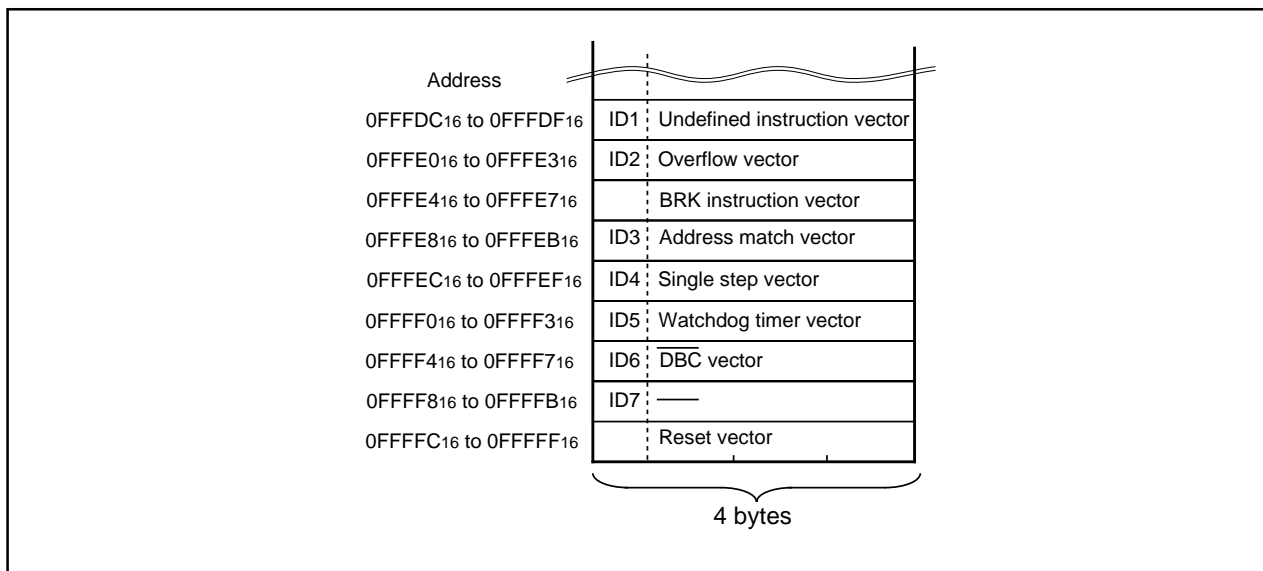 Address
0FFFDC16 to 0FFFDF16 ID1 Undefined instruction vector
0FFFE016 to 0FFFE316 ID2 Overflow vector
0FFFE416 to 0FFFE716 BRK instruction vector
0FFFE816 to 0FFFEB16 ID3 Address match vector
0FFFEC16 to 0FFFEF16 ID4 Single step vector
0FFFF016 to 0FFFF316 ID5 Watchdog timer vector
0FFFF416 to 0FFFF716 ID6 DBC vector
0FFFF816 to 0FFFFB16 ID7 —
0FFFFC16 to 0FFFFF16 Reset vector
4 bytes